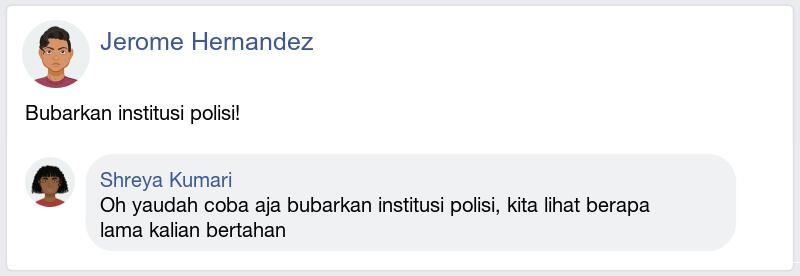 Jerome Hernandez
Bubarkan institusi polisi!
Shreya Kumari
Oh yaudah coba aja bubarkan institusi polisi, kita lihat berapa
lama kalian bertahan